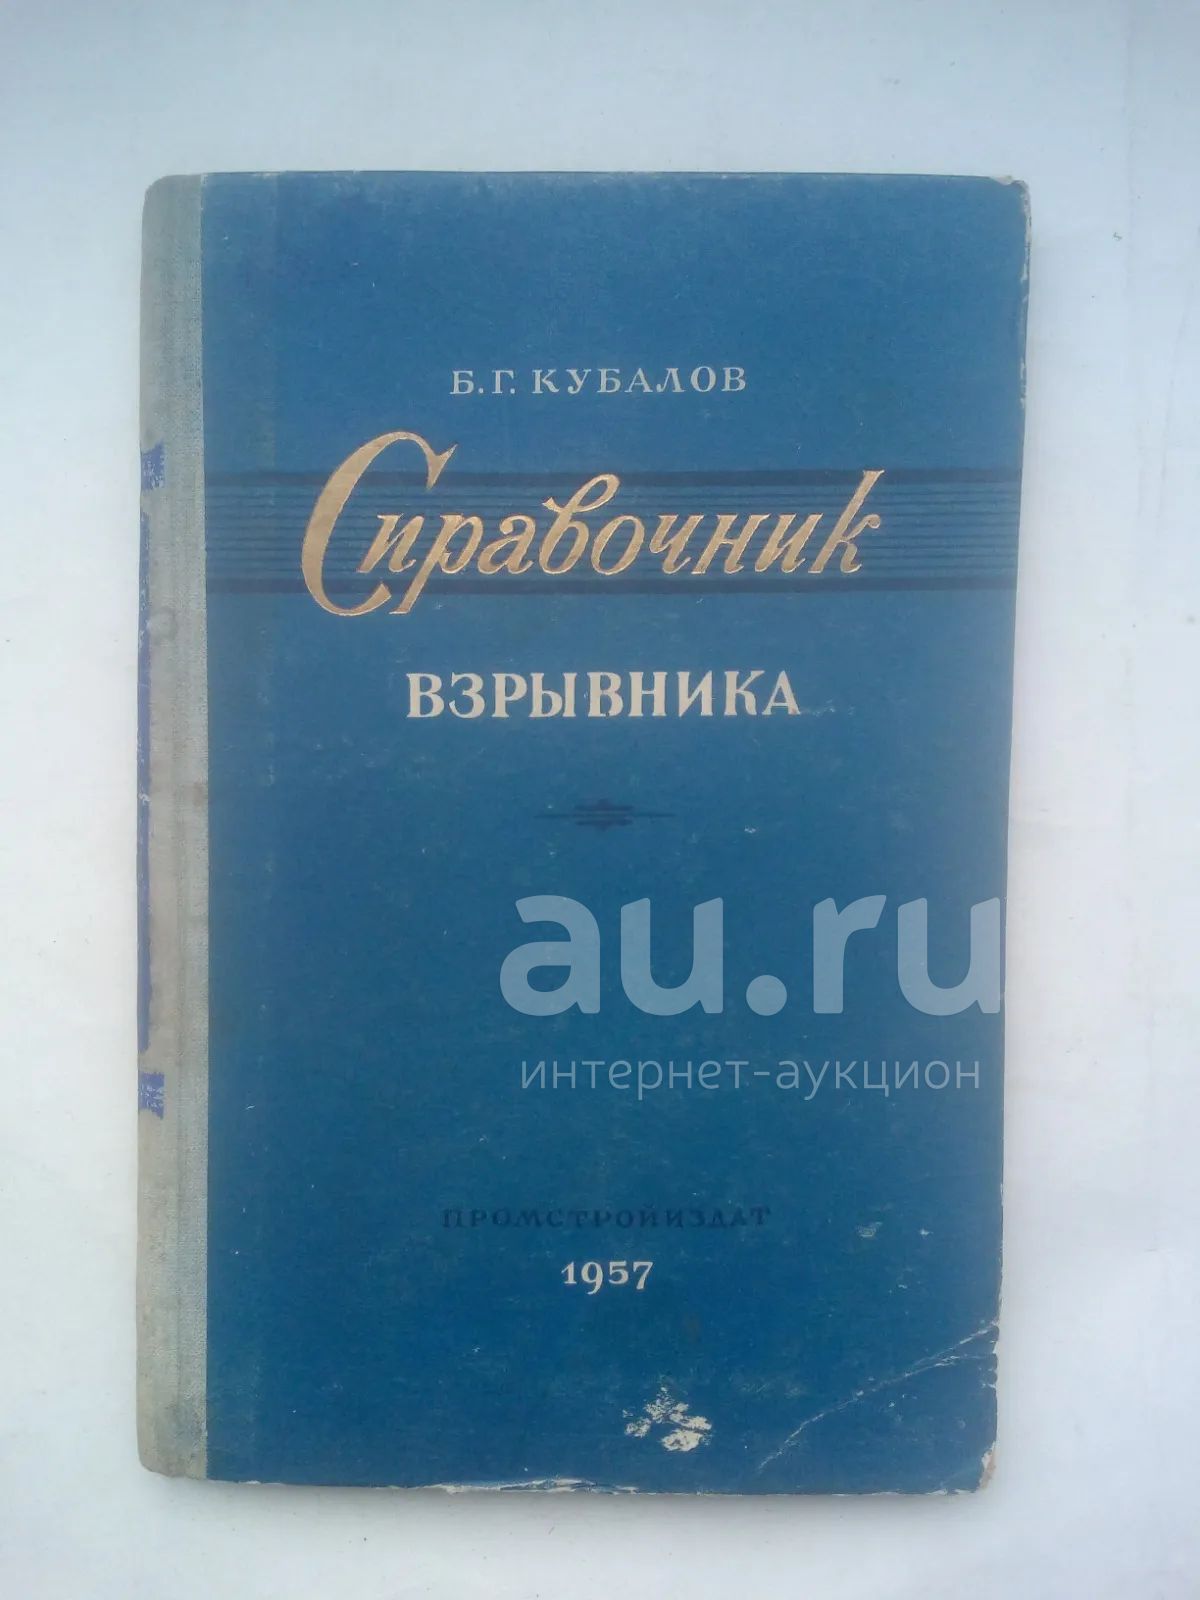 Б.Г. КУБАЛОВ
Справочник
ВЗРЫВНИКА
au.ru
интернет-аукцион
ПРОМСТРОЙИЗДАТ
1957